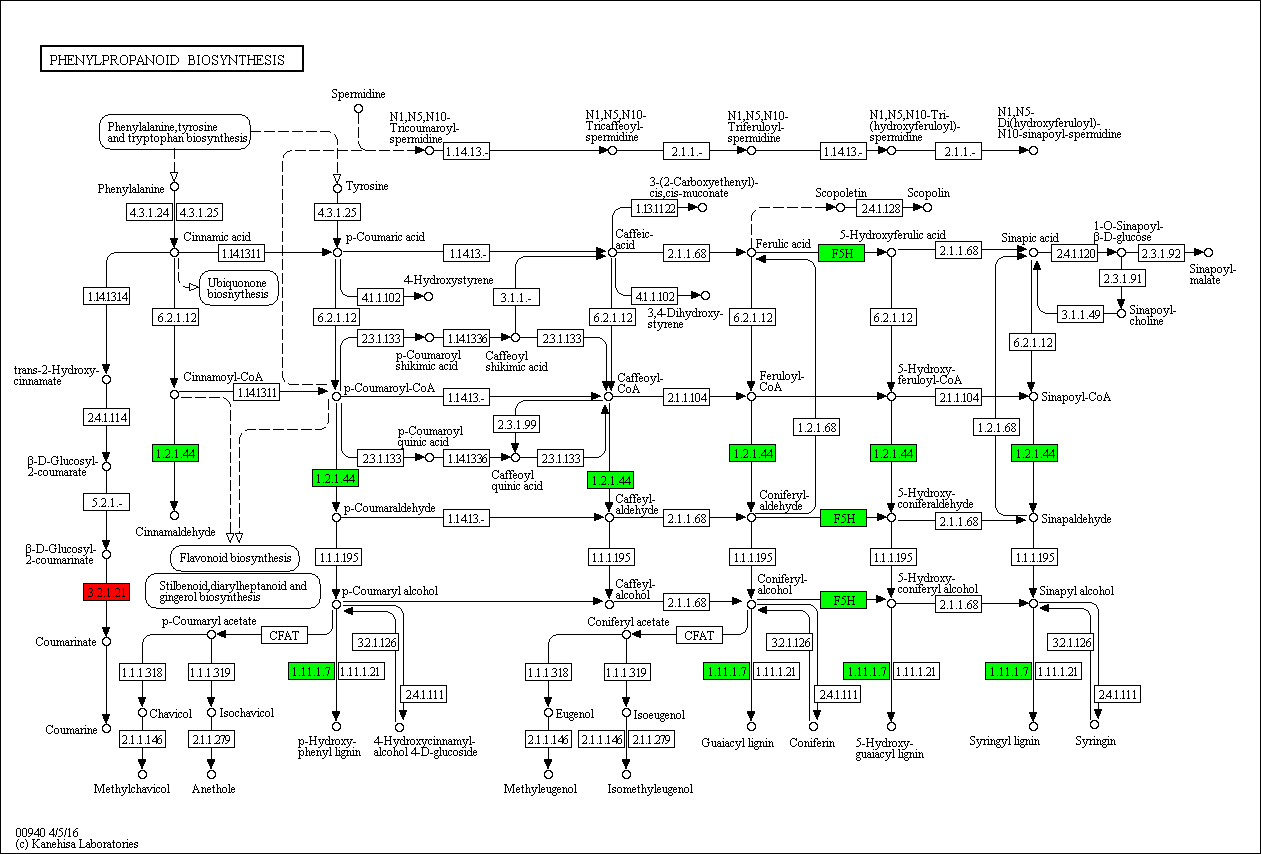 PHENYLPROPANOID BIOSYNTHESIS
Spermidine
N1,N5,N10-
Tricoumaroyl-
spermidine
N1,N5,N10-
Tricaffeoyl-
spermidine
N1,N5,N10-
Triferuloyl-
spermidine
N1,N5,N10-Tri-
(hydroxyferuloyl)-
spermidine
N1,N5-
Di(hydroxyferuloyl)-
N10-sinapoyl-spermidine
Phenylalanine,tyrosine
and tryptophan biosynthesis
1.14.13.-
2.1.1.-
1.14.13.-
2.1.1.-
Phenylalanine
Tyrosine
3-(2-Carboxyethenyl)-
cis,cis-muconate
Scopoletin
Scopolin
4.3.1.24
4.3.1.25
4.3.1.25
1.13.11.22
2.4.1.128
Cinnamic acid
p-Coumaric acid
Caffeic-
acid
Ferulic acid
5-Hydroxyferulic acid
Sinapic acid
1-O-Sinapoyl-
β-D-glucose
1.14.13.11
1.14.13.-
2.1.1.68
F5H
2.1.1.68
2.4.1.120
2.3.1.92
Sinapoyl-
malate
Ubiquonone
biosnythesis
4-Hydroxystyrene
2.3.1.91
1.14.13.14
4.1.1.102
3.1.1.-
4.1.1.102
3,4-Dihydroxy-
styrene
3.1.1.49
Sinapoyl-
choline
6.2.1.12
6.2.1.12
6.2.1.12
6.2.1.12
6.2.1.12
6.2.1.12
2.3.1.133
1.14.13.36
2.3.1.133
p-Coumaroyl
shikimic acid
Caffeoyl
shikimic acid
trans-2-Hydroxy-
cinnamate
Cinnamoyl-CoA
1.14.13.11
p-Coumaroyl-CoA
1.14.13.-
Caffeoyl-
CoA
2.1.1.104
Feruloyl-
CoA
5-Hydroxy-
feruloyl-CoA
2.1.1.104
Sinapoyl-CoA
2.4.1.114
p-Coumaroyl
quinic acid
2.3.1.99
1.2.1.68
1.2.1.68
β-D-Glucosyl-
2-coumarate
1.2.1.44
2.3.1.133
1.14.13.36
2.3.1.133
1.2.1.44
1.2.1.44
1.2.1.44
Caffeoyl
quinic acid
1.2.1.44
1.2.1.44
5.2.1.-
Cinnamaldehyde
p-Coumaraldehyde
1.14.13.-
Caffeyl-
aldehyde
2.1.1.68
Coniferyl-
aldehyde
F5H
5-Hydroxy-
coniferaldehyde
2.1.1.68
Sinapaldehyde
β-D-Glucosyl-
2-coumarinate
Flavonoid biosynthesis
1.1.1.195
1.1.1.195
1.1.1.195
1.1.1.195
1.1.1.195
3.2.1.21
Stilbenoid,diarylheptanoid and
gingerol biosynthesis
p-Coumaryl alcohol
Caffeyl-
alcohol
2.1.1.68
Coniferyl-
alcohol
F5H
5-Hydroxy-
coniferyl alcohol
2.1.1.68
Sinapyl alcohol
Coumarinate
p-Coumaryl acetate
CFAT
Coniferyl acetate
CFAT
3.2.1.126
3.2.1.126
3.2.1.126
1.1.1.318
1.1.1.319
1.11.1.7
1.11.1.21
1.1.1.318
1.1.1.319
1.11.1.7
1.11.1.21
1.11.1.7
1.11.1.21
1.11.1.7
1.11.1.21
2.4.1.111
2.4.1.111
2.4.1.111
Coumarine
Chavicol
Isochavicol
Eugenol
Isoeugenol
2.1.1.146
2.1.1.279
2.1.1.146
2.1.1.146
2.1.1.279
p-Hydroxy-
phenyl lignin
4-Hydroxycinnamyl-
alcohol 4-D-glucoside
Guaiacyl lignin
Coniferin
5-Hydroxy-
guaiacyl lignin
Syringyl lignin
Syringin
Methylchavicol
Anethole
Methyleugenol
Isomethyleugenol
00940 4/5/16
(c) Kanehisa Laboratories